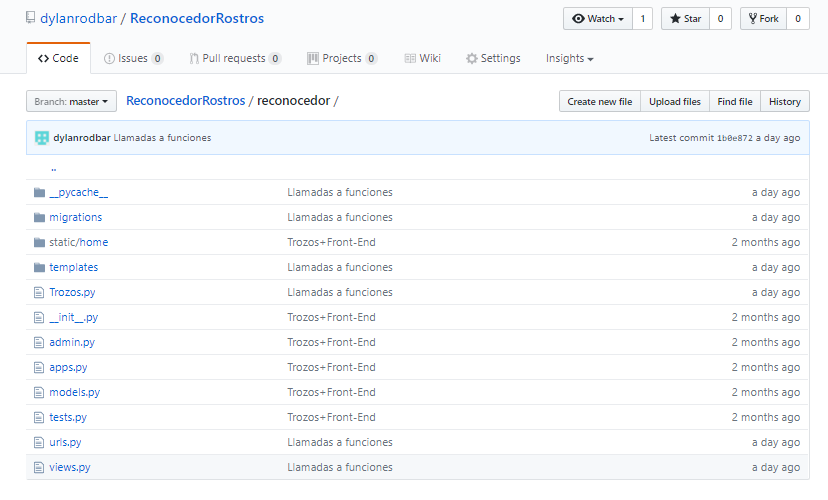 dylanrodbar / ReconocedorRostros Watch 1 Star 0 Fork 0
Code Issues 0 Pull requests 0 Projects 0 Wiki Settings Insights
Branch: master ReconocedorRostros / reconocedor / Create new file Upload files Find file History
dylanrodbar Llamadas a funciones Latest commit 1b0e872 a day ago
..
__pycache__ Llamadas a funciones a day ago
migrations Llamadas a funciones a day ago
static/home Trozos+Front-End 2 months ago
templates Llamadas a funciones a day ago
Trozos.py Llamadas a funciones a day ago
__init__.py Trozos+Front-End 2 months ago
admin.py Trozos+Front-End 2 months ago
apps.py Trozos+Front-End 2 months ago
models.py Trozos+Front-End 2 months ago
tests.py Trozos+Front-End 2 months ago
urls.py Llamadas a funciones a day ago
views.py Llamadas a funciones a day ago